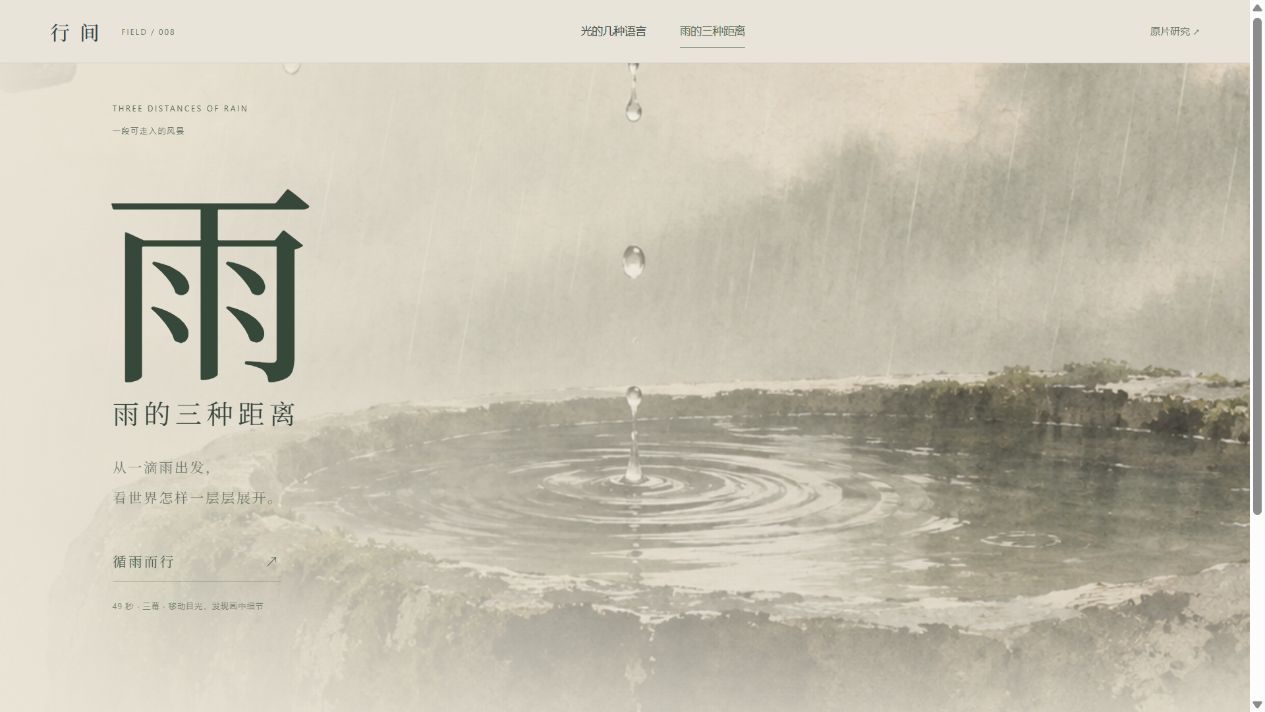 行间 FIELD / 008 光的几种语言 雨的三种距离 原片研究 ↗
THREE DISTANCES OF RAIN
一段可走入的风景
雨
雨的三种距离
从一滴雨出发，
看世界怎样一层层展开。
循雨而行 ↗
49 秒 · 三幕 · 移动目光，发现画中细节